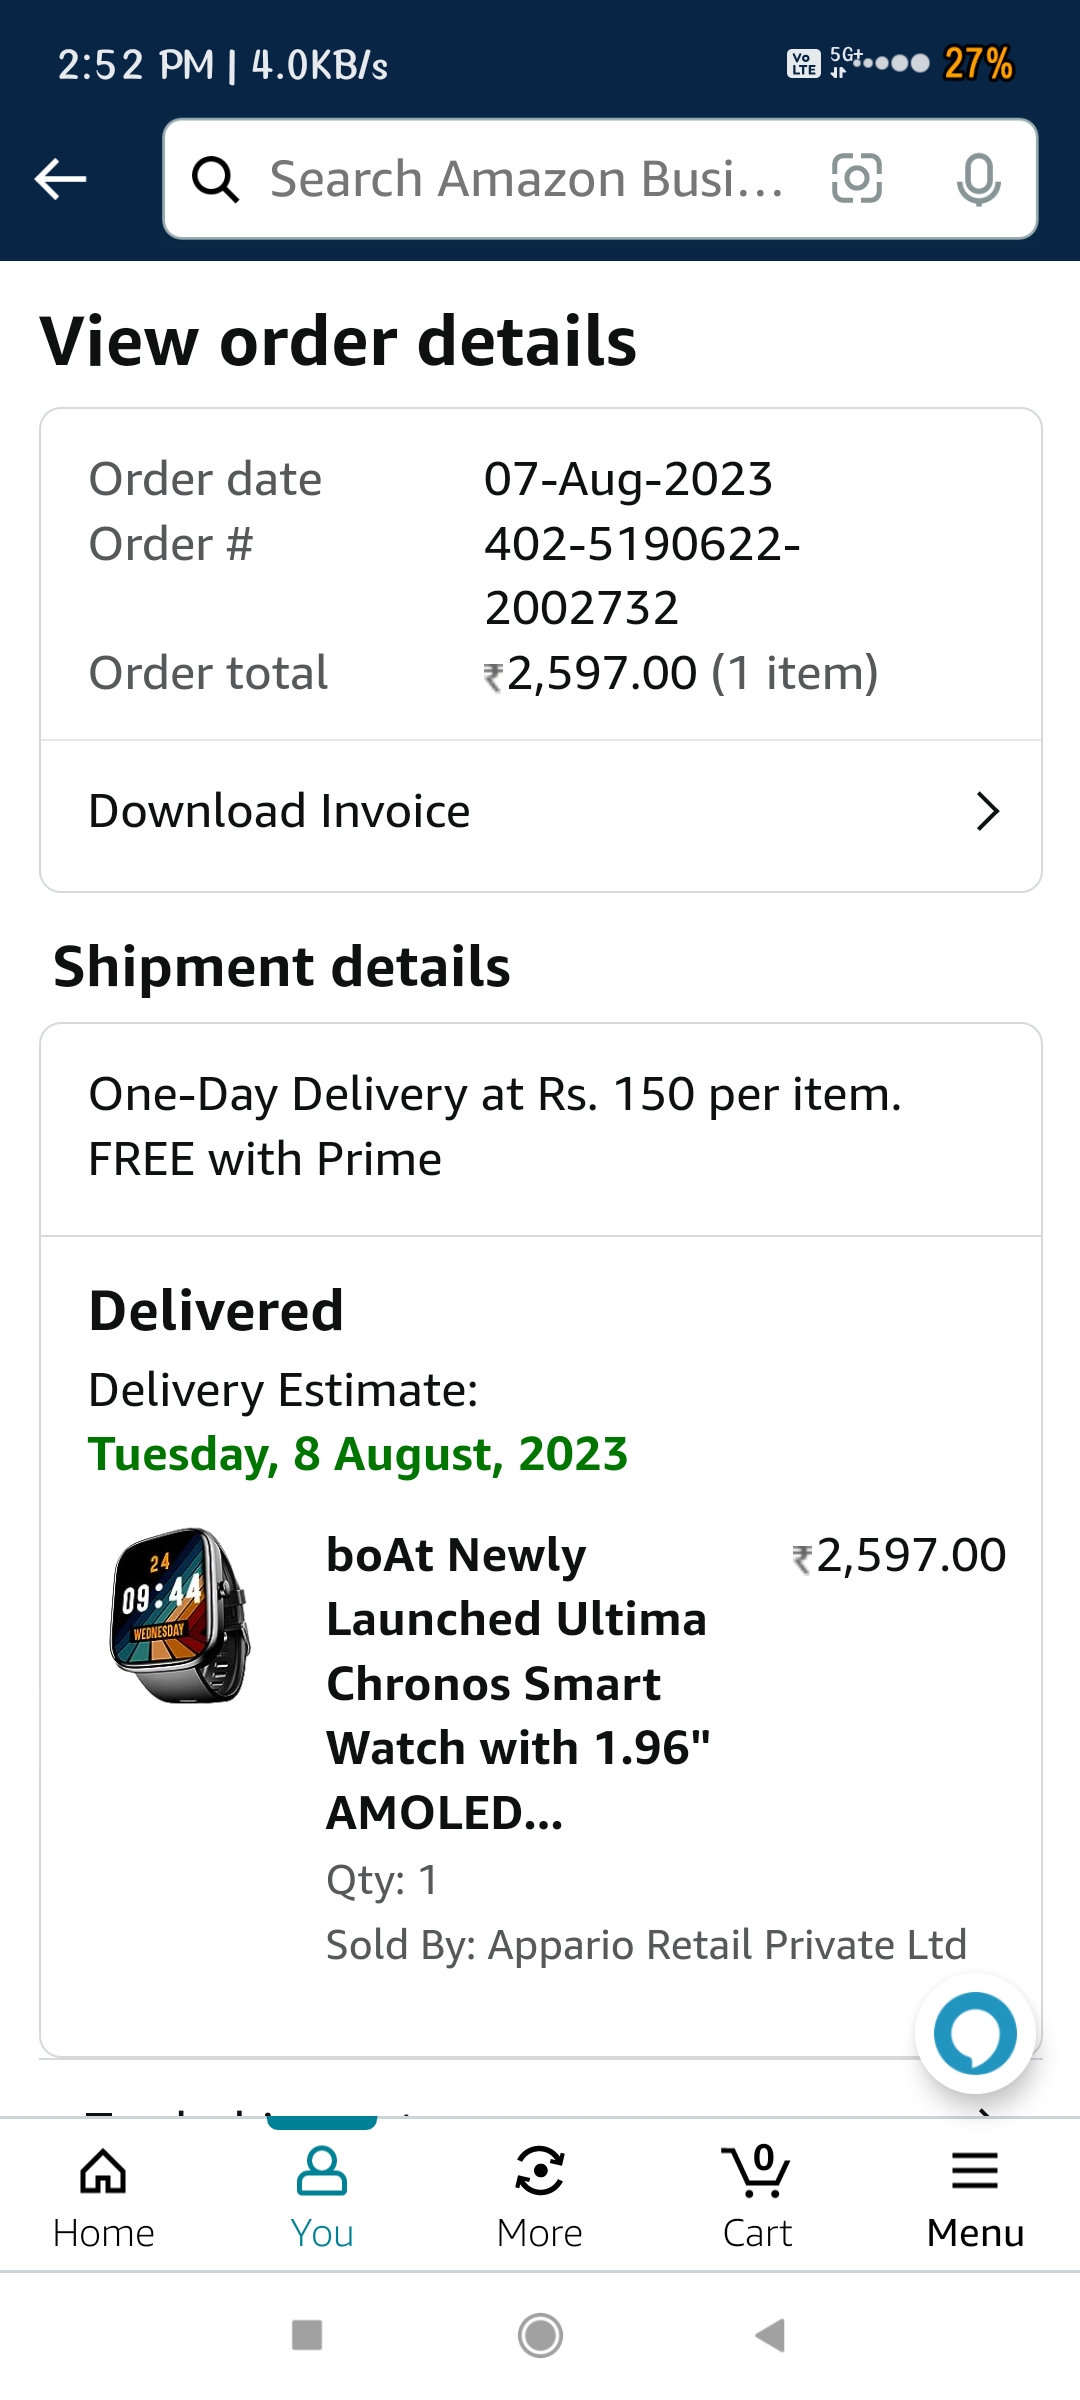 2:52 PM | 4.0KB/s
Vo LTE 5G+ 27%
Search Amazon Busi...
View order details
Order date 07-Aug-2023
Order # 402-5190622-
2002732
Order total ₹2,597.00 (1 item)
Download Invoice
Shipment details
One-Day Delivery at Rs. 150 per item.
FREE with Prime
Delivered
Delivery Estimate:
Tuesday, 8 August, 2023
24
09:44
WEDNESDAY
boAt Newly ₹2,597.00
Launched Ultima
Chronos Smart
Watch with 1.96"
AMOLED...
Qty: 1
Sold By: Appario Retail Private Ltd
0
Home You More Cart Menu